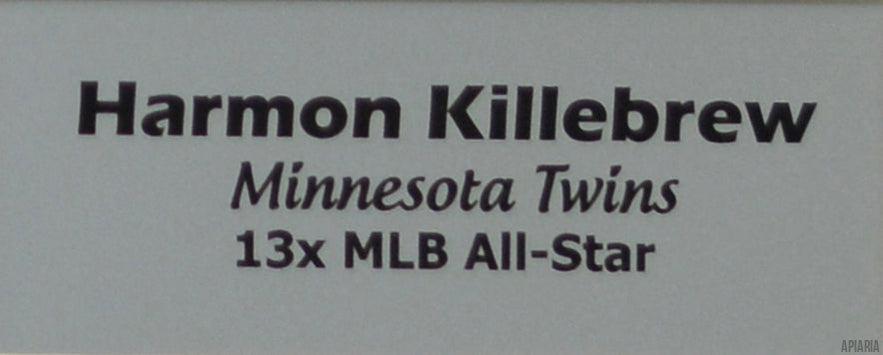 Harmon Killebrew
Minnesota Twins
13x MLB All-Star
APIARIA